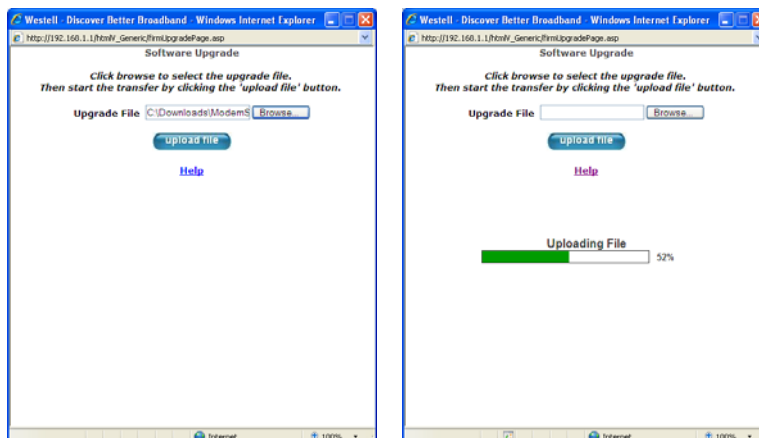 Westell - Discover Better Broadband - Windows Internet Explorer
http://192.168.1.1/htmlV_Generic/firmUpgradePage.asp
Software Upgrade
Click browse to select the upgrade file.
Then start the transfer by clicking the 'upload file' button.
Upgrade File C:\Downloads\ModemS Browse...
upload file
Help
Internet 100%
Westell - Discover Better Broadband - Windows Internet Explorer
http://192.168.1.1/htmlV_Generic/firmUpgradePage.asp
Software Upgrade
Click browse to select the upgrade file.
Then start the transfer by clicking the 'upload file' button.
Upgrade File Browse...
upload file
Help
Uploading File
52%
Internet 100%